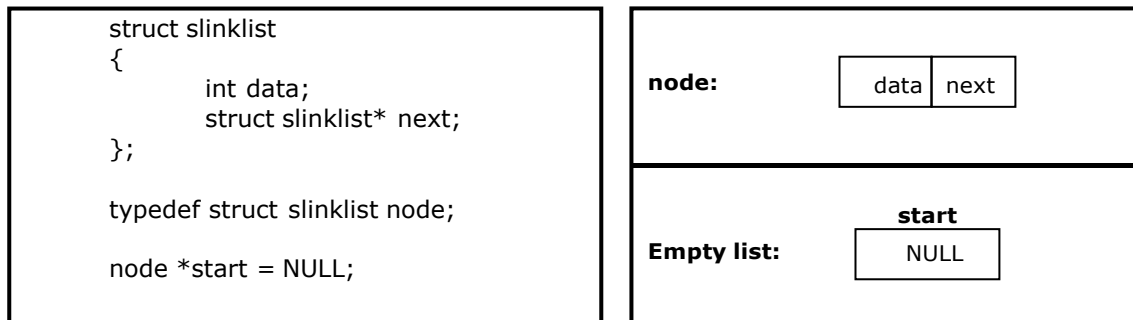 struct slinklist
{
int data;
struct slinklist* next;
};
typedef struct slinklist node;
node *start = NULL;
node:
data next
start
Empty list:
NULL